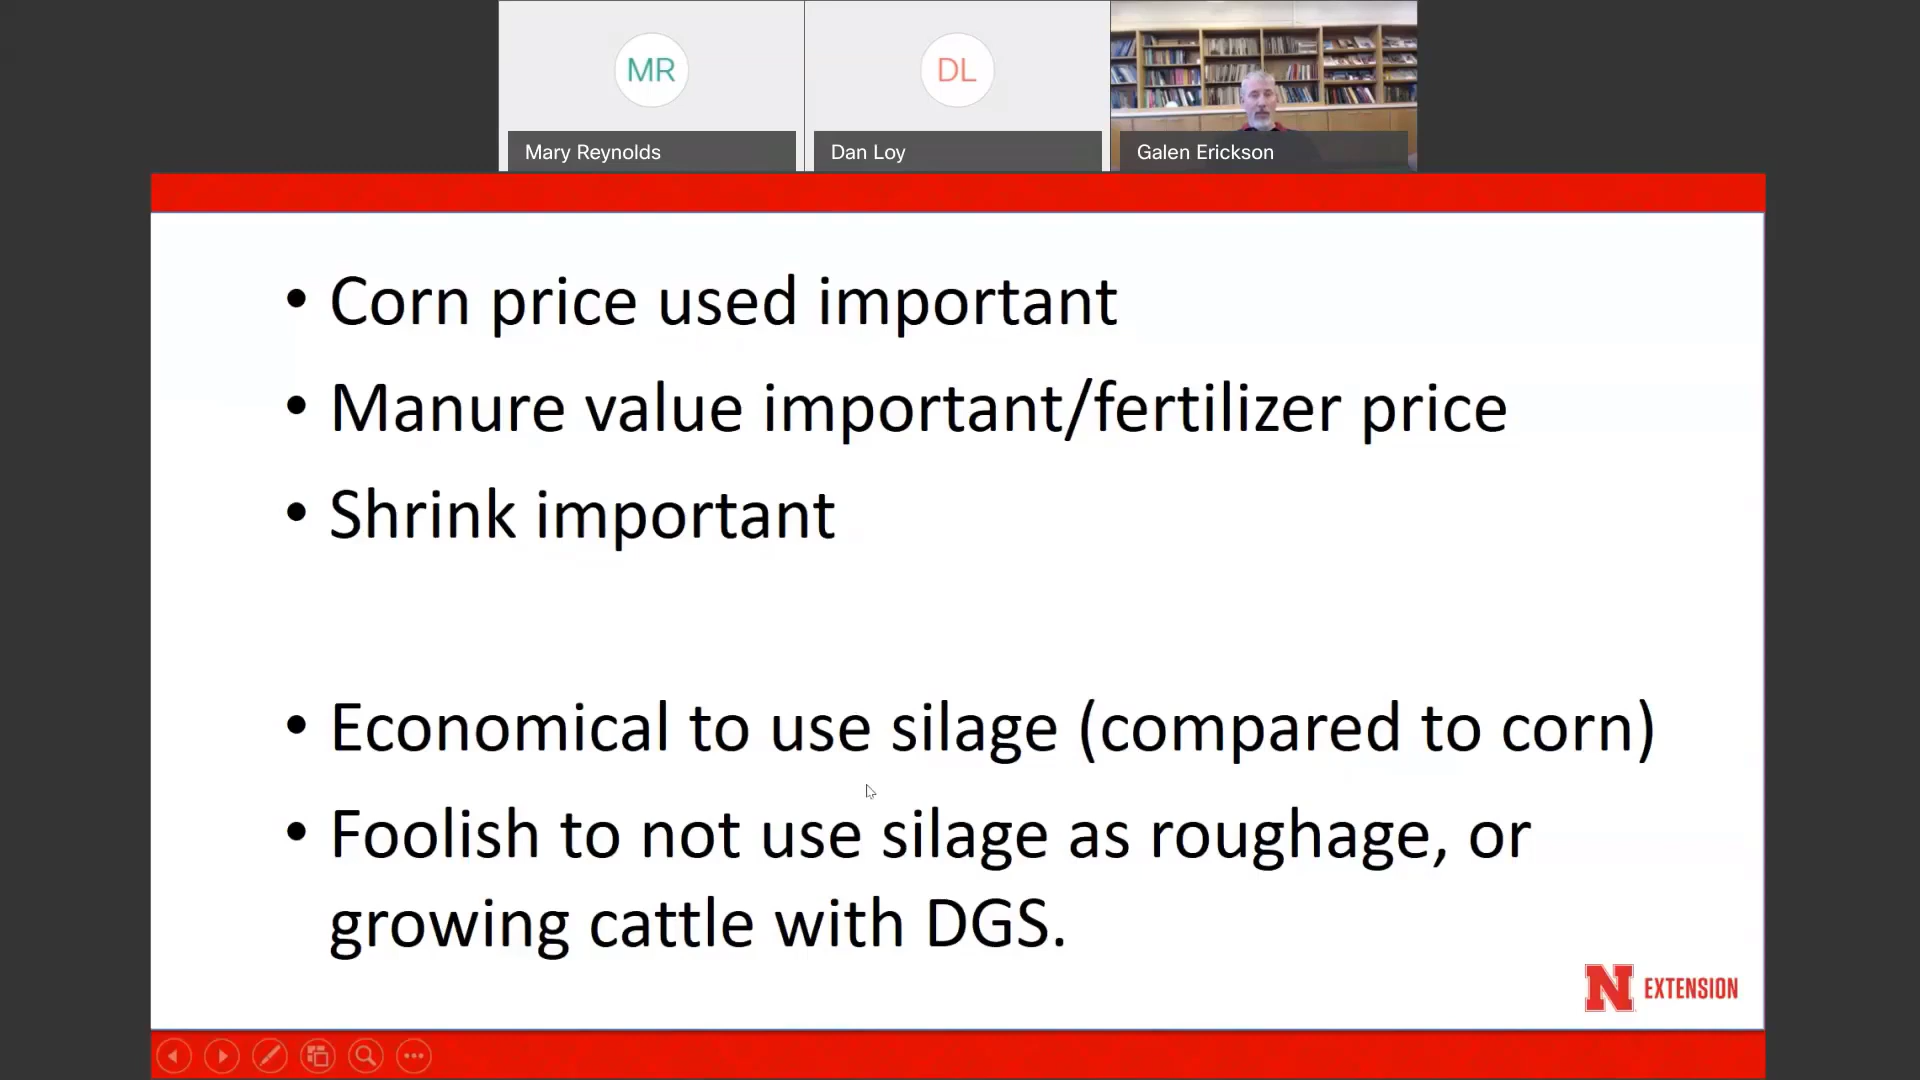 MR
DL
Mary Reynolds
Dan Loy
Galen Erickson
• Corn price used important
• Manure value important/fertilizer price
• Shrink important
• Economical to use silage (compared to corn)
• Foolish to not use silage as roughage, or
growing cattle with DGS.
N EXTENSION